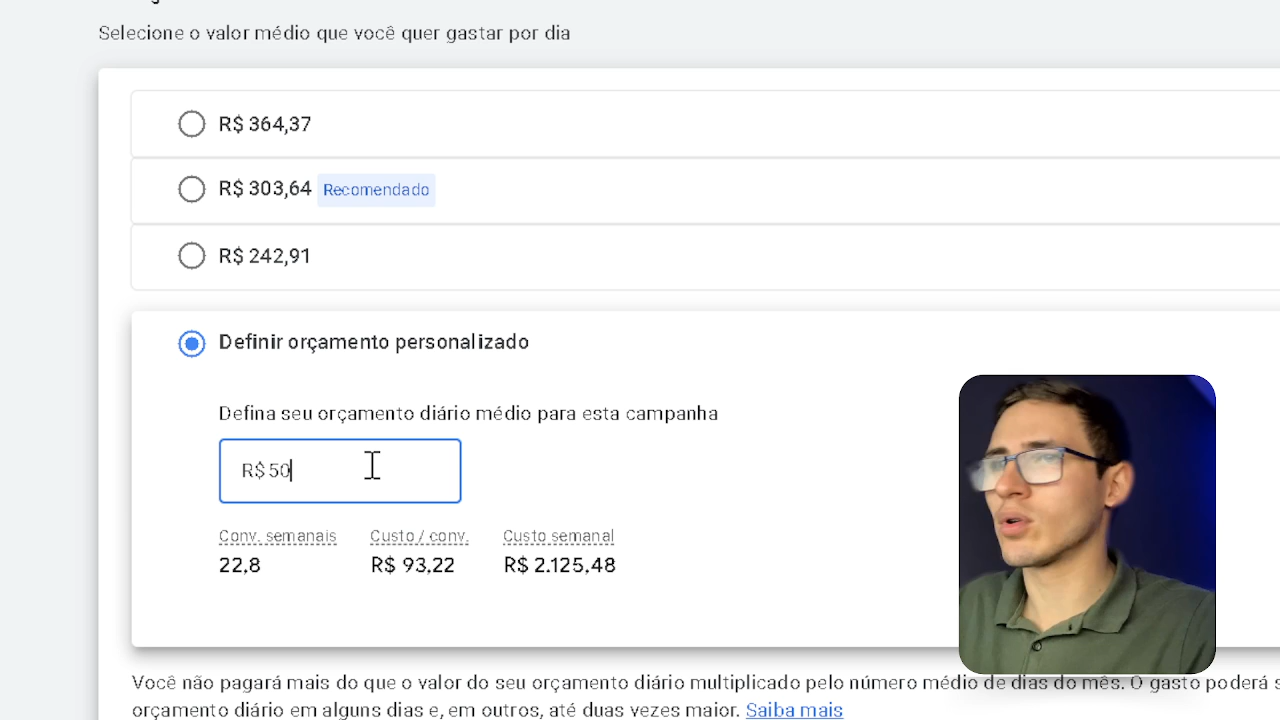 Selecione o valor médio que você quer gastar por dia
R$ 364,37
R$ 303,64 Recomendado
R$ 242,91
Definir orçamento personalizado
Defina seu orçamento diário médio para esta campanha
R$ 50
Conv. semanais Custo / conv. Custo semanal
22,8 R$ 93,22 R$ 2.125,48
Você não pagará mais do que o valor do seu orçamento diário multiplicado pelo número médio de dias do mês. O gasto poderá
orçamento diário em alguns dias e, em outros, até duas vezes maior. Saiba mais